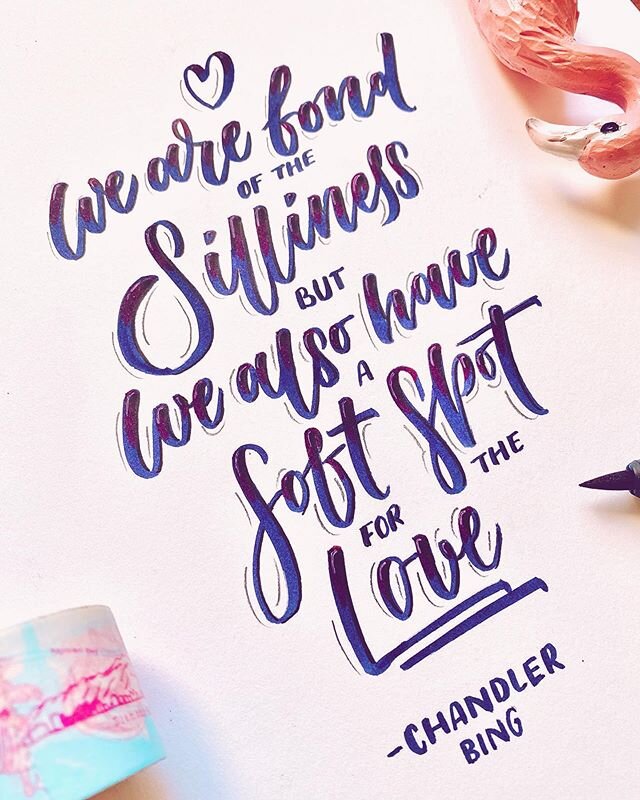 We are fond
OF THE
Silliness
BUT
We also have
A
Soft Spot
FOR THE
Love
-CHANDLER
BING